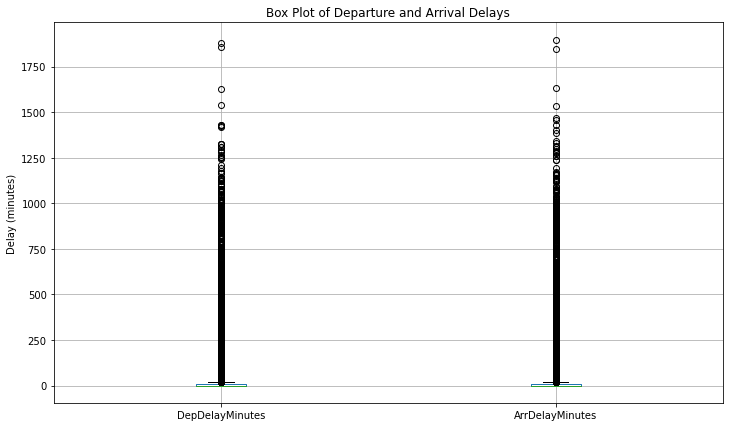 Box Plot of Departure and Arrival Delays
Delay (minutes)
1750
1500
1250
1000
750
500
250
0
DepDelayMinutes
ArrDelayMinutes